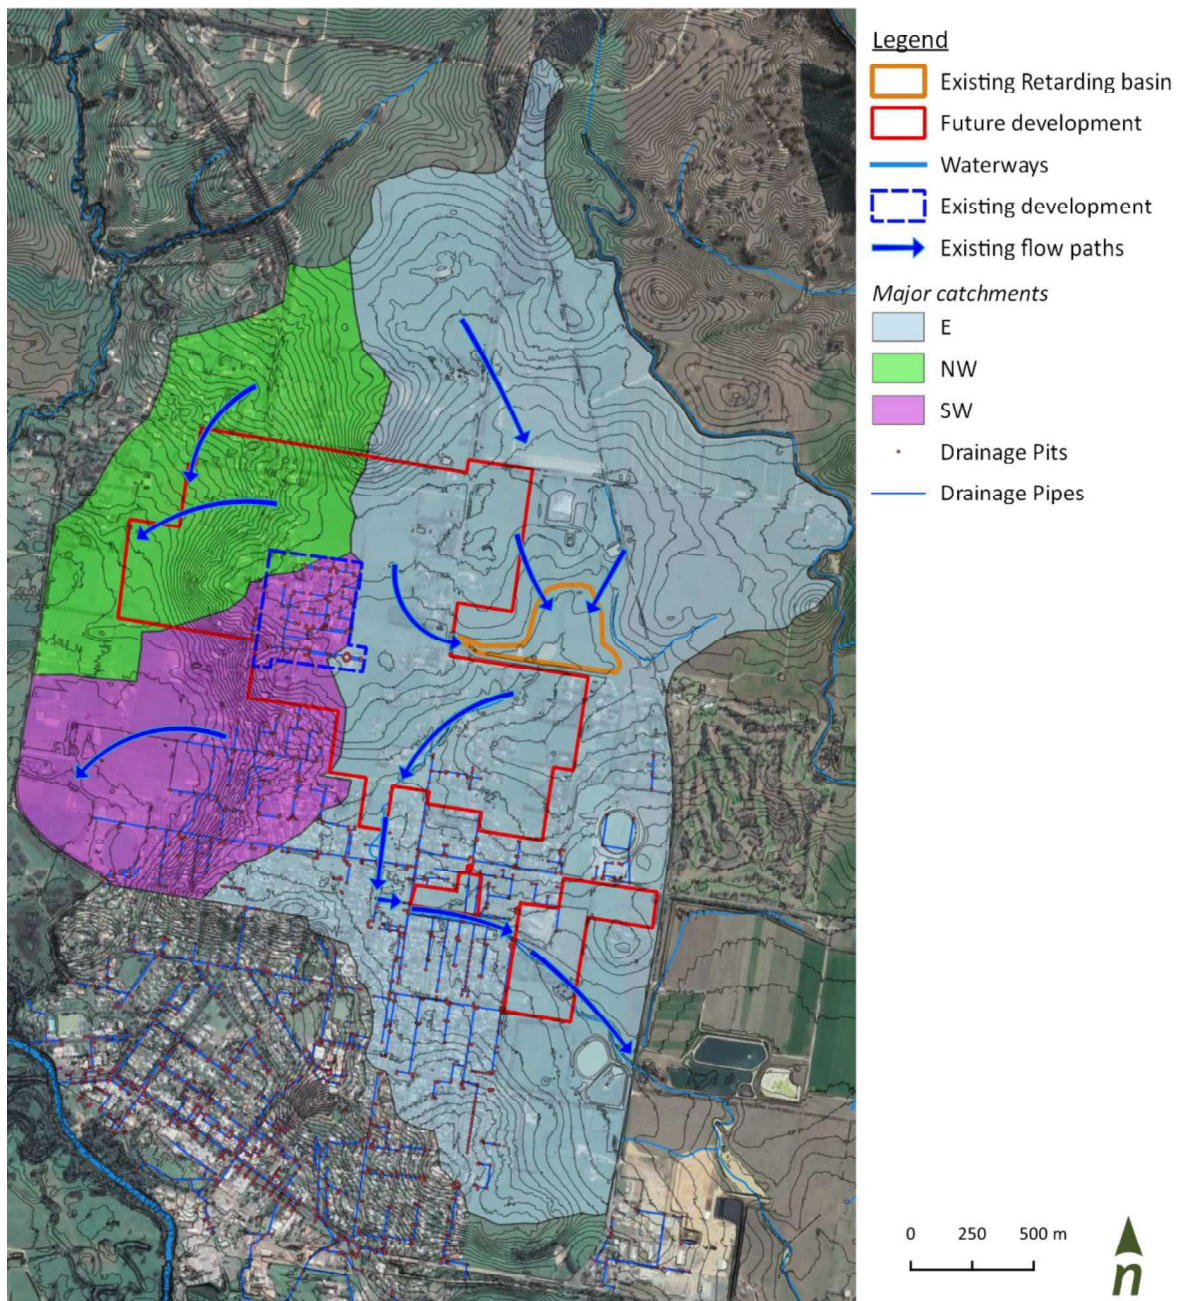 Legend
Existing Retarding basin
Future development
Waterways
Existing development
Existing flow paths
Major catchments
E
NW
SW
Drainage Pits
Drainage Pipes
0 250 500 m
n